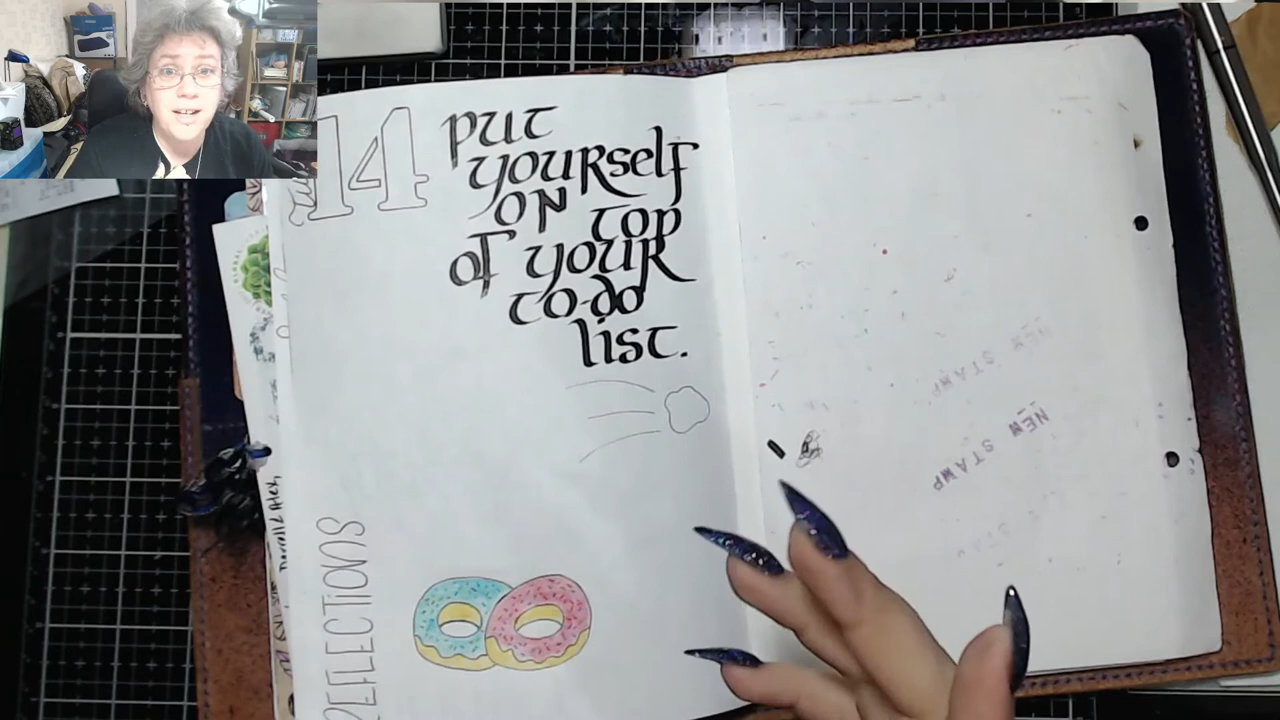 14
put
yourself
on top
of your
to-do
list.
NEW STAMP
NEW STAMP
REFLECTIONS